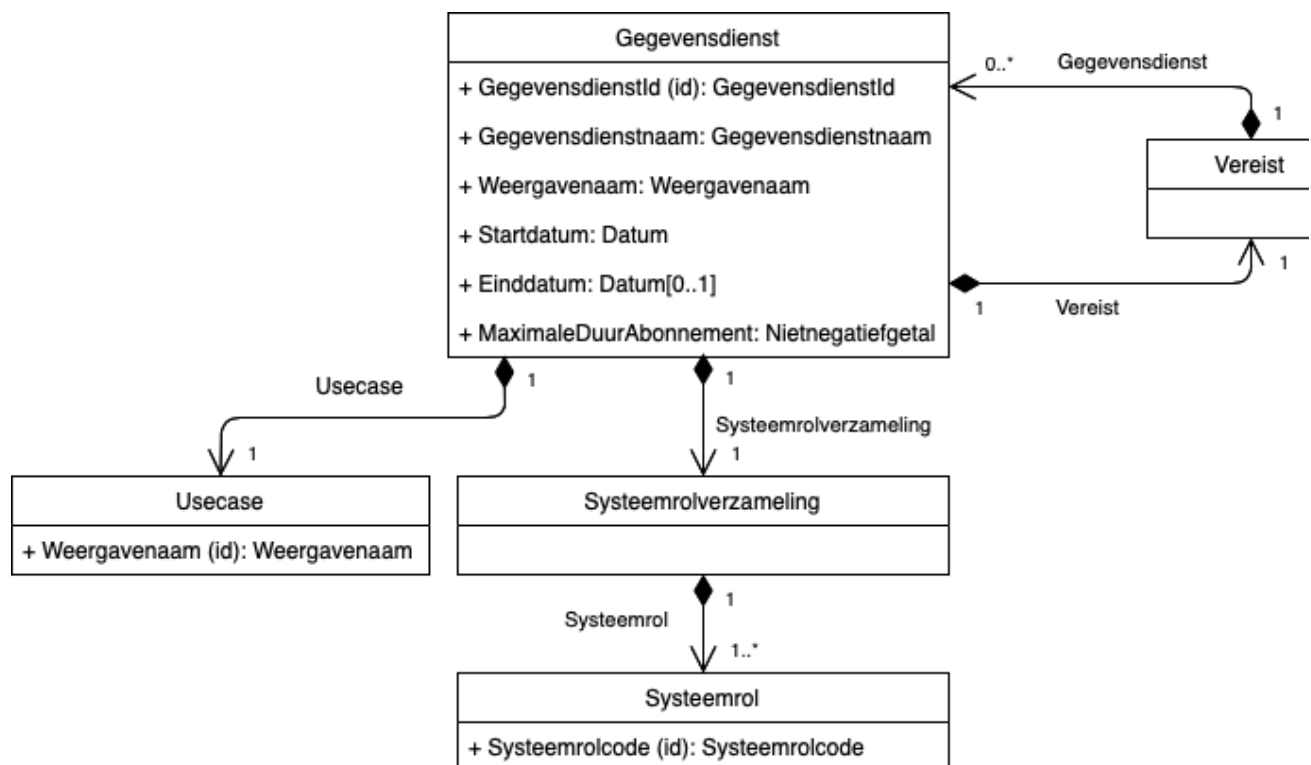 Gegevensdienst
+ GegevensdienstId (id): GegevensdienstId
+ Gegevensdienstnaam: Gegevensdienstnaam
+ Weergavenaam: Weergavenaam
+ Startdatum: Datum
+ Einddatum: Datum[0..1]
+ MaximaleDuurAbonnement: Nietnegatiefgetal
0..*
Gegevensdienst
1
Vereist
1
1
Vereist
Usecase
1
1
Systeemrolverzameling
1
1
Usecase
+ Weergavenaam (id): Weergavenaam
Systeemrolverzameling
1
Systeemrol
1..*
Systeemrol
+ Systeemrolcode (id): Systeemrolcode